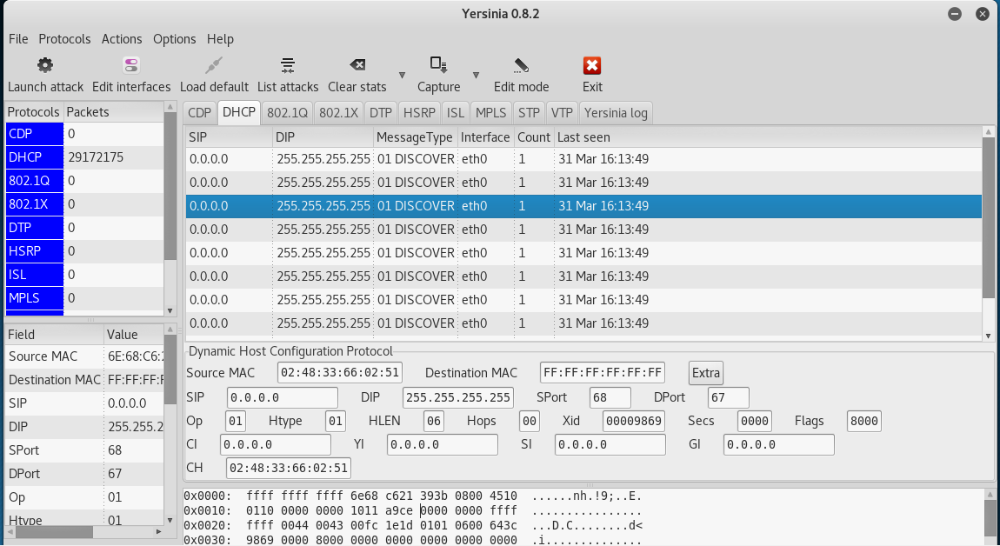 Yersinia 0.8.2
File Protocols Actions Options Help
Launch attack Edit interfaces Load default List attacks Clear stats Capture Edit mode Exit
Protocols Packets
CDP 0
DHCP 29172175
802.1Q 0
802.1X 0
DTP 0
HSRP 0
ISL 0
MPLS 0
Field Value
Source MAC 6E:68:C6:2
Destination MAC FF:FF:FF:F
SIP 0.0.0.0
DIP 255.255.2
SPort 68
DPort 67
Op 01
Htype 01
CDP DHCP 802.1Q 802.1X DTP HSRP ISL MPLS STP VTP Yersinia log
SIP DIP MessageType Interface Count Last seen
0.0.0.0 255.255.255.255 01 DISCOVER eth0 1 31 Mar 16:13:49
0.0.0.0 255.255.255.255 01 DISCOVER eth0 1 31 Mar 16:13:49
0.0.0.0 255.255.255.255 01 DISCOVER eth0 1 31 Mar 16:13:49
0.0.0.0 255.255.255.255 01 DISCOVER eth0 1 31 Mar 16:13:49
0.0.0.0 255.255.255.255 01 DISCOVER eth0 1 31 Mar 16:13:49
0.0.0.0 255.255.255.255 01 DISCOVER eth0 1 31 Mar 16:13:49
0.0.0.0 255.255.255.255 01 DISCOVER eth0 1 31 Mar 16:13:49
0.0.0.0 255.255.255.255 01 DISCOVER eth0 1 31 Mar 16:13:49
Dynamic Host Configuration Protocol
Source MAC 02:48:33:66:02:51 Destination MAC FF:FF:FF:FF:FF:FF Extra
SIP 0.0.0.0 DIP 255.255.255.255 SPort 68 DPort 67
Op 01 Htype 01 HLEN 06 Hops 00 Xid 00009869 Secs 0000 Flags 8000
CI 0.0.0.0 YI 0.0.0.0 SI 0.0.0.0 GI 0.0.0.0
CH 02:48:33:66:02:51
0x0000: ffff ffff ffff 6e68 c621 393b 0800 4510 ......nh.!9;..E.
0x0010: 0110 0000 0000 1011 a9ce 0000 0000 ffff ................
0x0020: ffff 0044 0043 00fc 1e1d 0101 0600 643c ...D.C........d<
0x0030: 9869 0000 8000 0000 0000 0000 0000 0000 .i..............